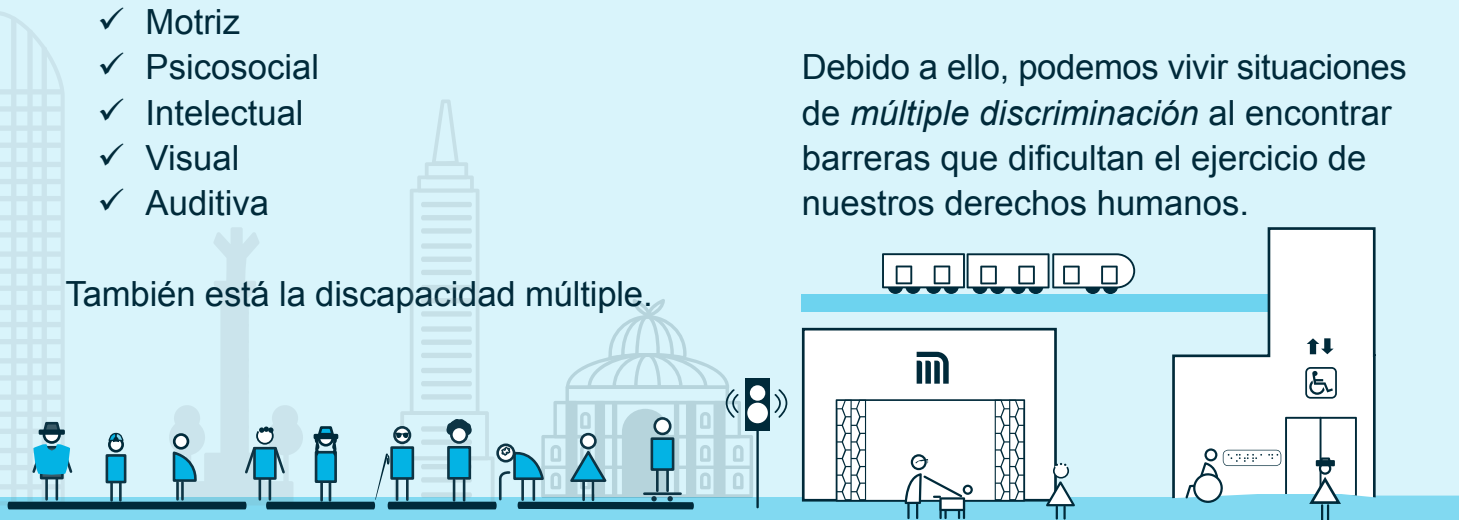 ✓ Motriz
✓ Psicosocial
✓ Intelectual
✓ Visual
✓ Auditiva
También está la discapacidad múltiple.
Debido a ello, podemos vivir situaciones
de múltiple discriminación al encontrar
barreras que dificultan el ejercicio de
nuestros derechos humanos.